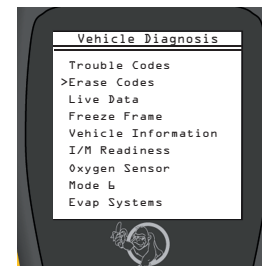 Vehicle Diagnosis
Trouble Codes
>Erase Codes
Live Data
Freeze Frame
Vehicle Information
I/M Readiness
Oxygen Sensor
Mode 6
Evap Systems